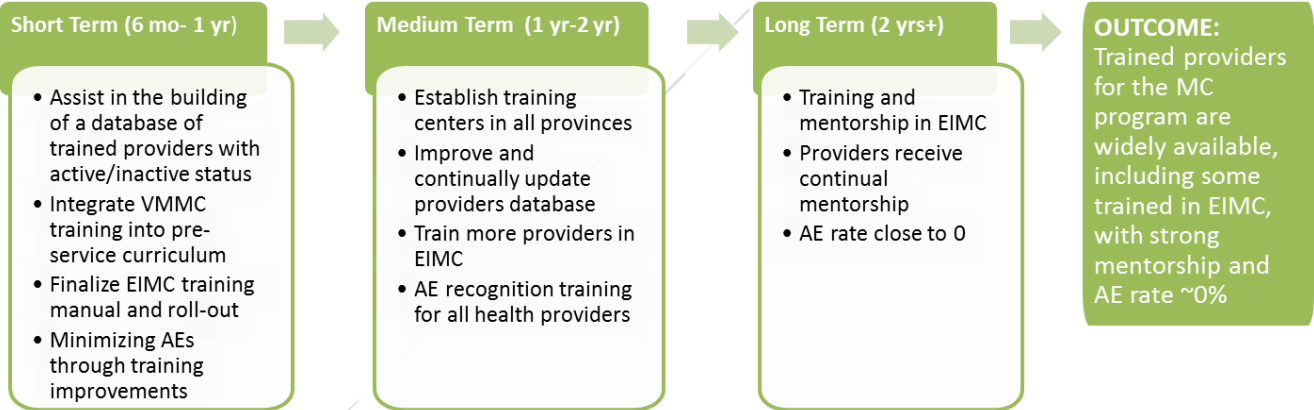 Short Term (6 mo- 1 yr)
• Assist in the building
of a database of
trained providers with
active/inactive status
• Integrate VMMC
training into pre-
service curriculum
• Finalize EIMC training
manual and roll-out
• Minimizing AEs
through training
improvements
Medium Term (1 yr-2 yr)
• Establish training
centers in all provinces
• Improve and
continually update
providers database
• Train more providers in
EIMC
• AE recognition training
for all health providers
Long Term (2 yrs+)
• Training and
mentorship in EIMC
• Providers receive
continual
mentorship
• AE rate close to 0
OUTCOME:
Trained providers
for the MC
program are
widely available,
including some
trained in EIMC,
with strong
mentorship and
AE rate ~0%